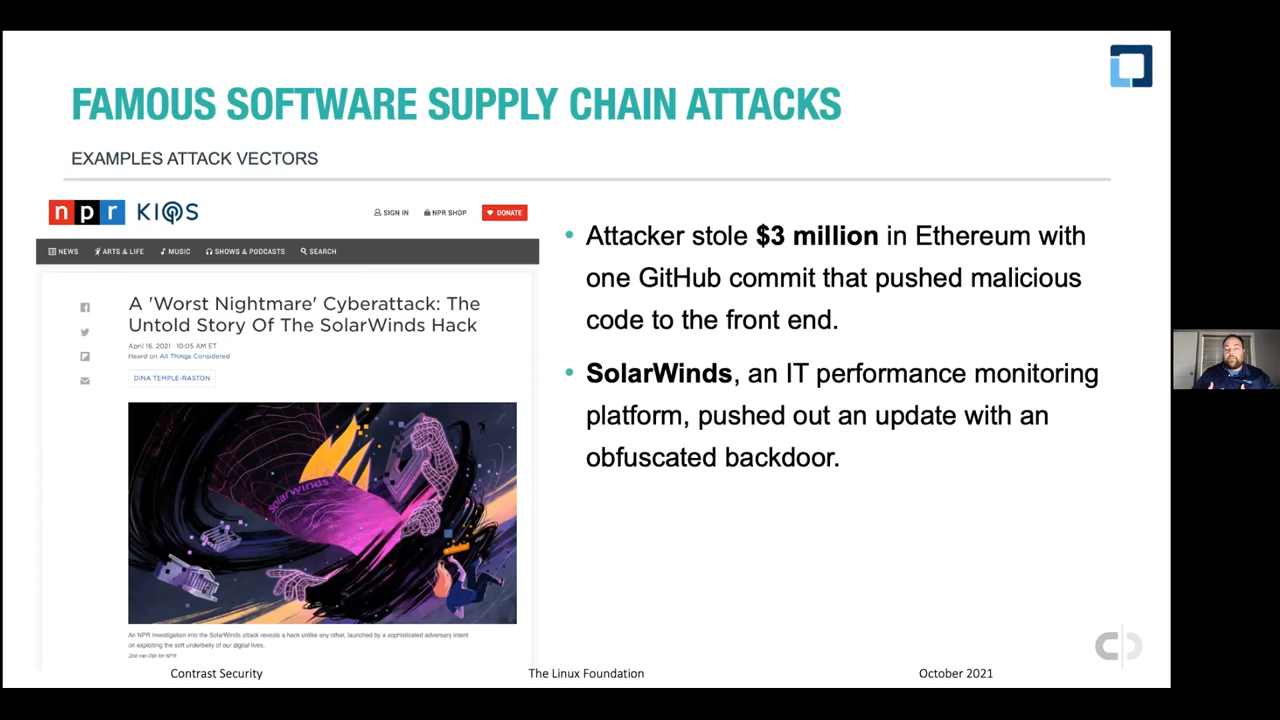 FAMOUS SOFTWARE SUPPLY CHAIN ATTACKS
EXAMPLES ATTACK VECTORS
npr KIOS
SIGN IN NPR SHOP DONATE
NEWS ARTS & LIFE MUSIC SHOWS & PODCASTS SEARCH
A 'Worst Nightmare' Cyberattack: The
Untold Story Of The SolarWinds Hack
April 16, 2021 · 10:05 AM ET
Heard on All Things Considered
DINA TEMPLE-RASTON
solarwinds
An NPR investigation into the SolarWinds attack reveals a hack unlike any other, launched by a sophisticated adversary intent
on exploiting the soft underbelly of our digital lives.
Zoë van Dijk for NPR
• Attacker stole $3 million in Ethereum with
one GitHub commit that pushed malicious
code to the front end.
• SolarWinds, an IT performance monitoring
platform, pushed out an update with an
obfuscated backdoor.
Contrast Security
The Linux Foundation
October 2021